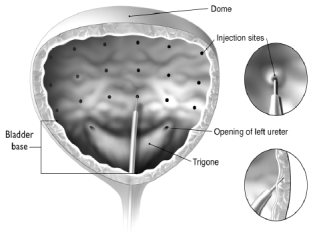 Dome
Injection sites
Opening of left ureter
Trigone
Bladder
base